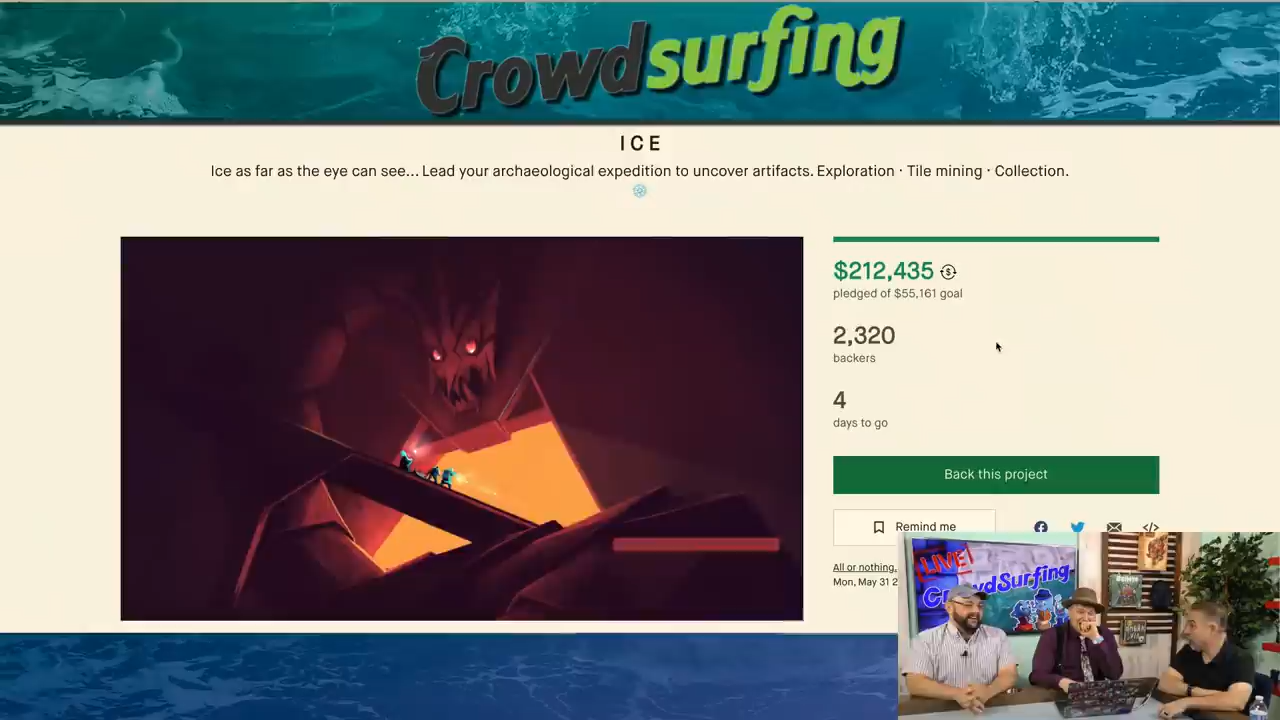 Crowdsurfing
ICE
Ice as far as the eye can see... Lead your archaeological expedition to uncover artifacts. Exploration · Tile mining · Collection.
$212,435
pledged of $55,161 goal
2,320
backers
4
days to go
Back this project
Remind me
All or nothing.
Mon, May 31 2
LIVE!
CrowdSurfing